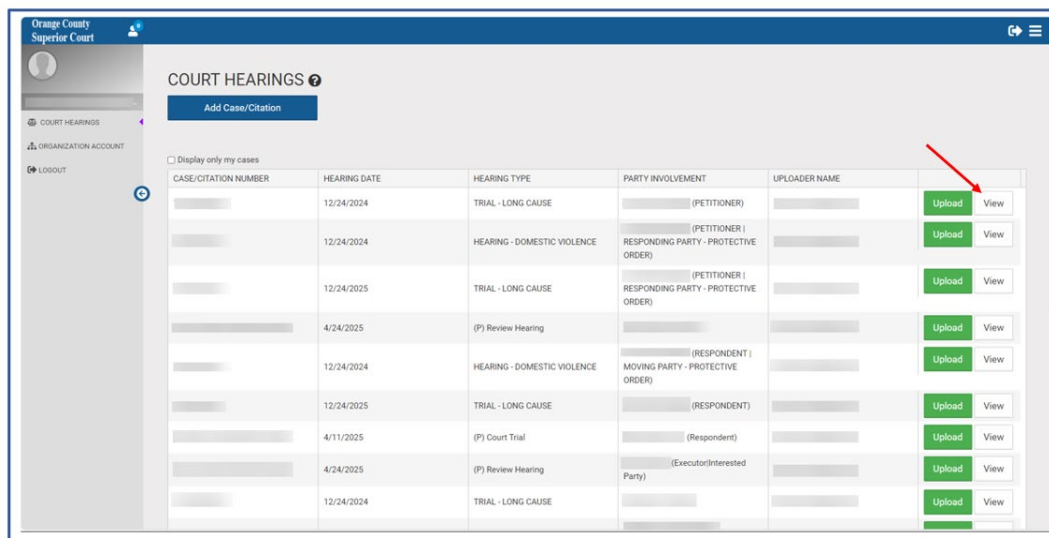 Orange County
Superior Court
0
COURT HEARINGS
Add Case/Citation
COURT HEARINGS
ORGANIZATION ACCOUNT
LOGOUT
Display only my cases
CASE/CITATION NUMBER HEARING DATE HEARING TYPE PARTY INVOLVEMENT UPLOADER NAME
12/24/2024 TRIAL - LONG CAUSE (PETITIONER) Upload View
12/24/2024 HEARING - DOMESTIC VIOLENCE (PETITIONER | RESPONDING PARTY - PROTECTIVE ORDER) Upload View
12/24/2025 TRIAL - LONG CAUSE (PETITIONER | RESPONDING PARTY - PROTECTIVE ORDER) Upload View
4/24/2025 (P) Review Hearing Upload View
12/24/2024 HEARING - DOMESTIC VIOLENCE (RESPONDENT | MOVING PARTY - PROTECTIVE ORDER) Upload View
12/24/2025 TRIAL - LONG CAUSE (RESPONDENT) Upload View
4/11/2025 (P) Court Trial (Respondent) Upload View
4/24/2025 (P) Review Hearing (Executor|Interested Party) Upload View
12/24/2024 TRIAL - LONG CAUSE Upload View